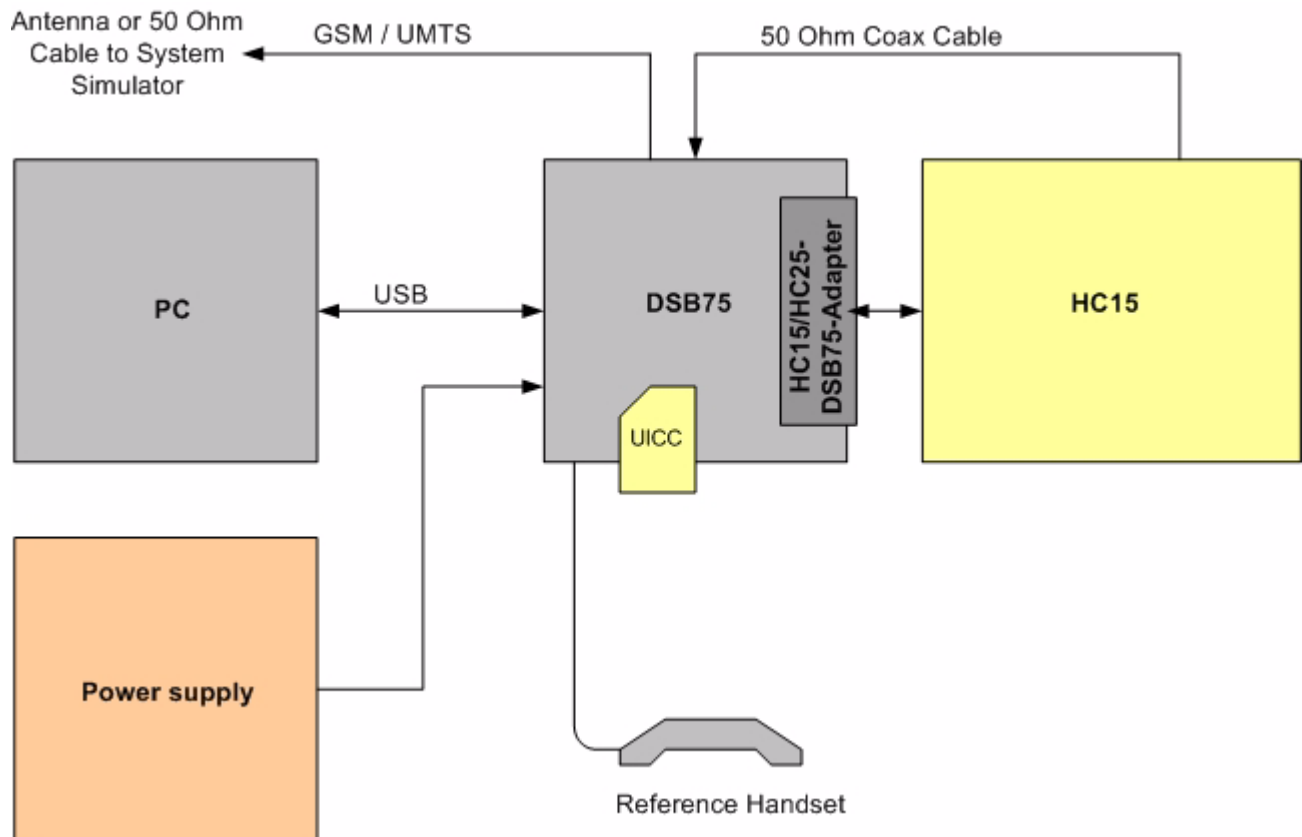 Antenna or 50 Ohm
Cable to System
Simulator
GSM / UMTS
50 Ohm Coax Cable
PC
USB
DSB75
HC15/HC25-
DSB75-Adapter
HC15
UICC
Power supply
Reference Handset